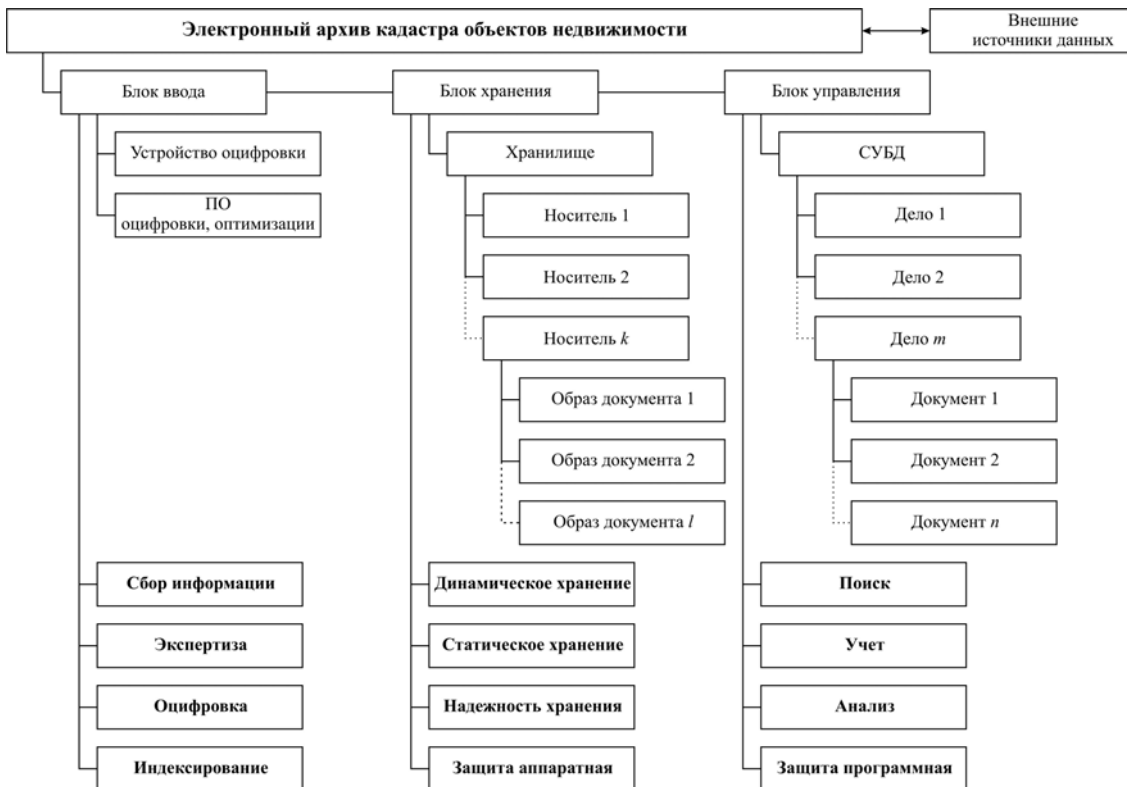 Электронный архив кадастра объектов недвижимости
Внешние
источники данных
Блок ввода
Блок хранения
Блок управления
Устройство оцифровки
Хранилище
СУБД
ПО
оцифровки, оптимизации
Носитель 1
Дело 1
Носитель 2
Дело 2
Носитель k
Дело m
Образ документа 1
Документ 1
Образ документа 2
Документ 2
Образ документа l
Документ n
Сбор информации
Динамическое хранение
Поиск
Экспертиза
Статическое хранение
Учет
Оцифровка
Надежность хранения
Анализ
Индексирование
Защита аппаратная
Защита программная